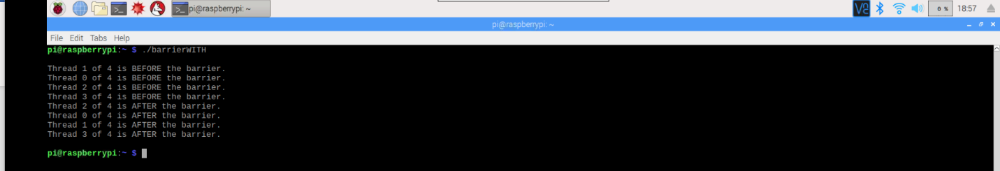 pi@raspberrypi: ~
0 %
18:57
pi@raspberrypi: ~
File Edit Tabs Help
pi@raspberrypi:~ $ ./barrierWITH
Thread 1 of 4 is BEFORE the barrier.
Thread 0 of 4 is BEFORE the barrier.
Thread 2 of 4 is BEFORE the barrier.
Thread 3 of 4 is BEFORE the barrier.
Thread 2 of 4 is AFTER the barrier.
Thread 0 of 4 is AFTER the barrier.
Thread 1 of 4 is AFTER the barrier.
Thread 3 of 4 is AFTER the barrier.
pi@raspberrypi:~ $